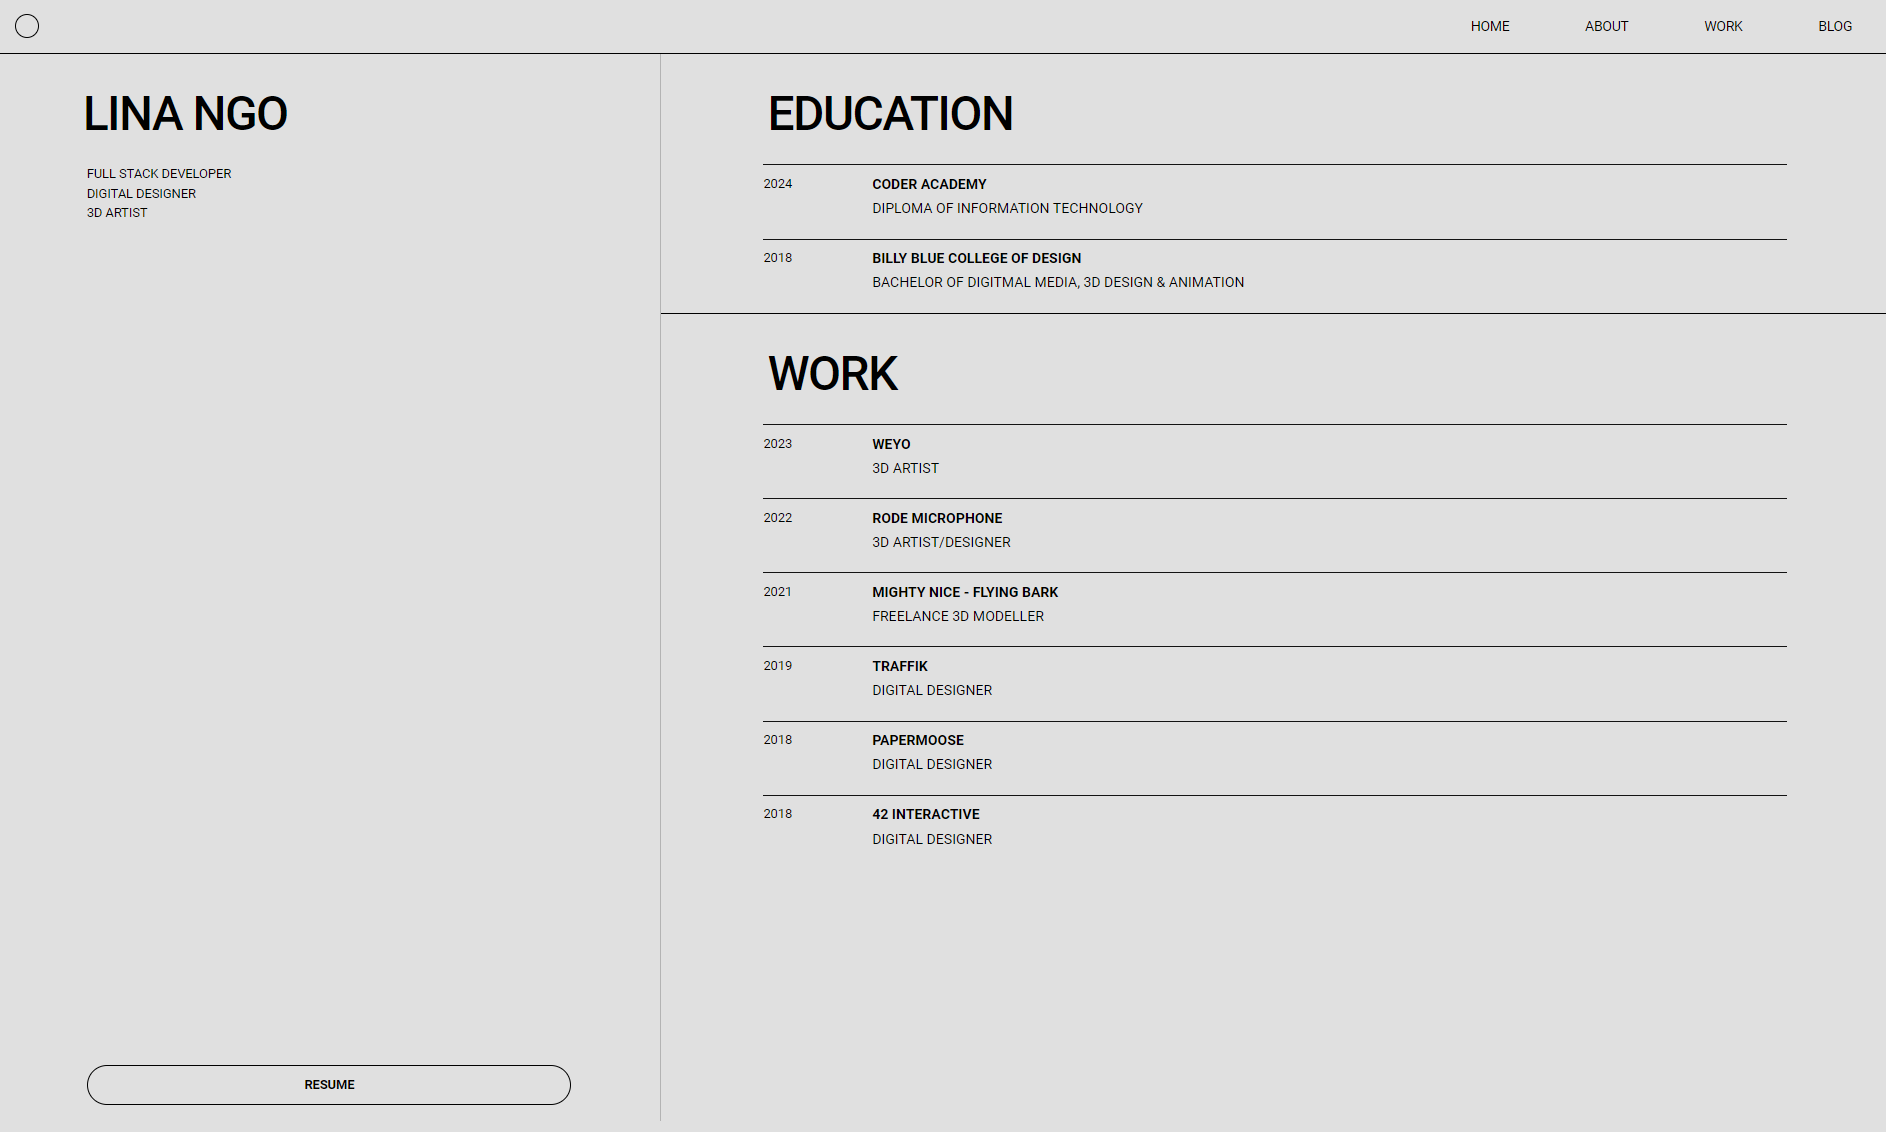 HOME ABOUT WORK BLOG
LINA NGO
FULL STACK DEVELOPER
DIGITAL DESIGNER
3D ARTIST
RESUME
EDUCATION
2024 CODER ACADEMY
DIPLOMA OF INFORMATION TECHNOLOGY
2018 BILLY BLUE COLLEGE OF DESIGN
BACHELOR OF DIGITMAL MEDIA, 3D DESIGN & ANIMATION
WORK
2023 WEYO
3D ARTIST
2022 RODE MICROPHONE
3D ARTIST/DESIGNER
2021 MIGHTY NICE - FLYING BARK
FREELANCE 3D MODELLER
2019 TRAFFIK
DIGITAL DESIGNER
2018 PAPERMOOSE
DIGITAL DESIGNER
2018 42 INTERACTIVE
DIGITAL DESIGNER